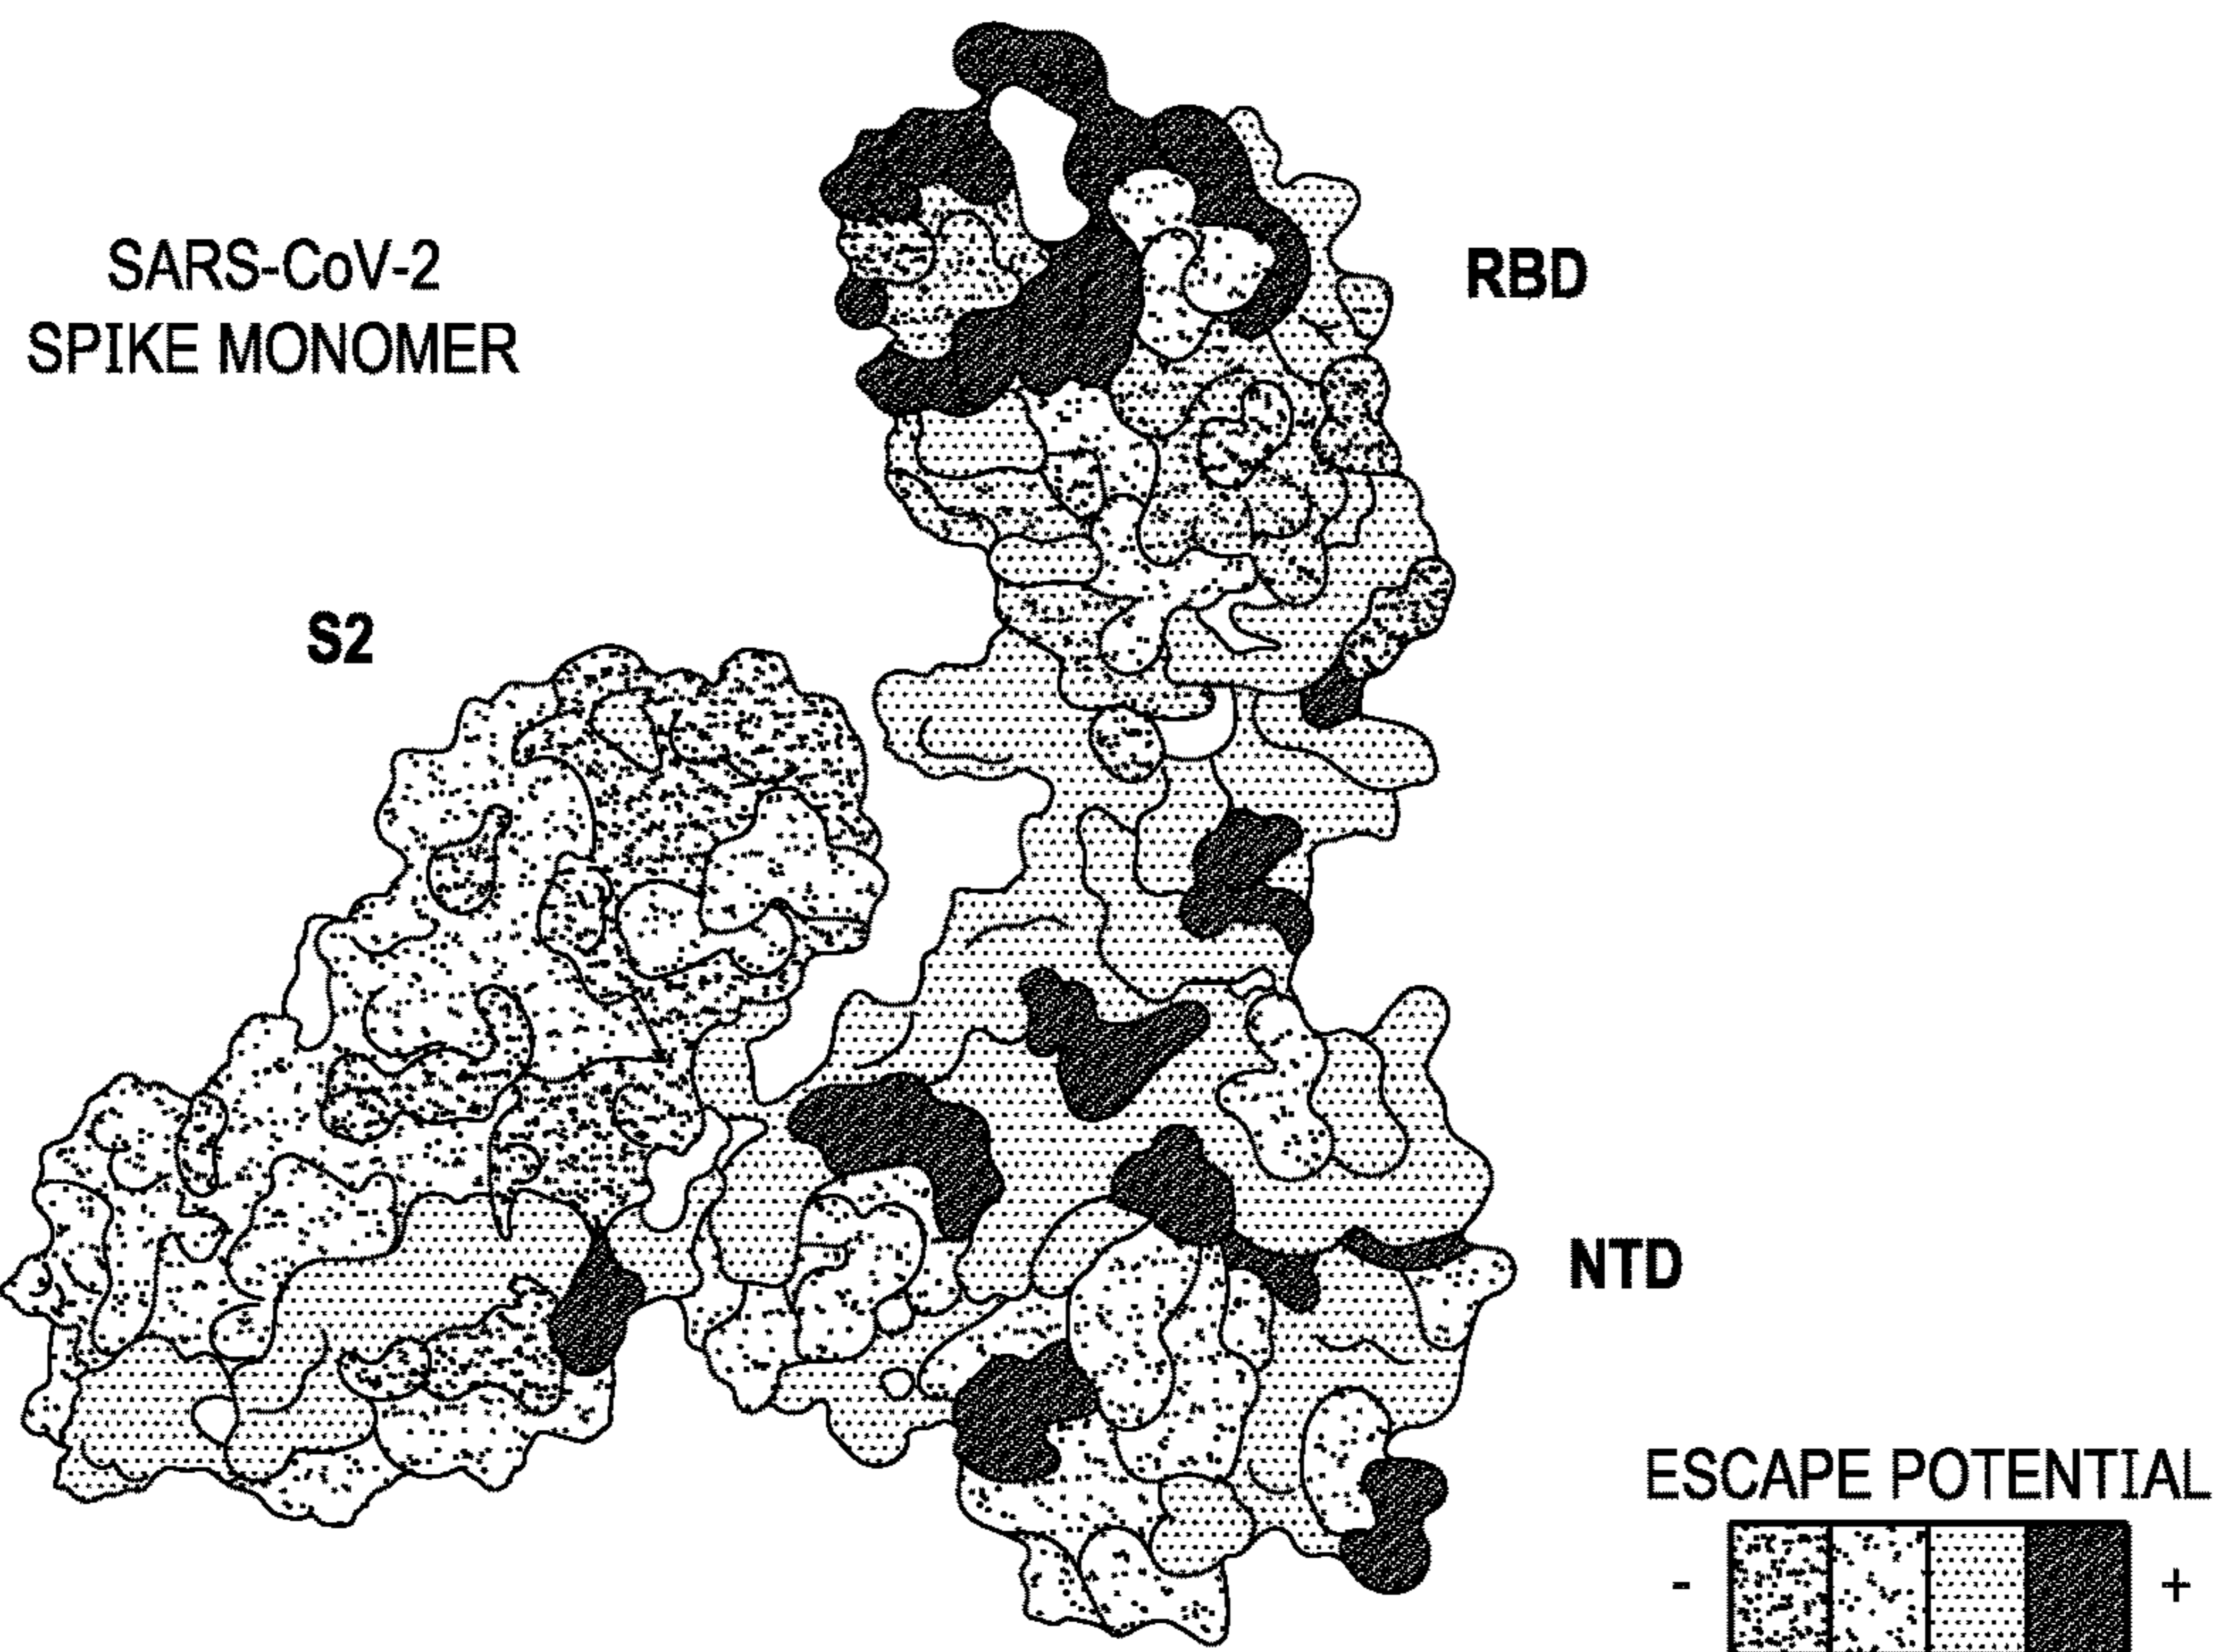 SARS-CoV-2
SPIKE MONOMER
RBD
S2
NTD
ESCAPE POTENTIAL
- +